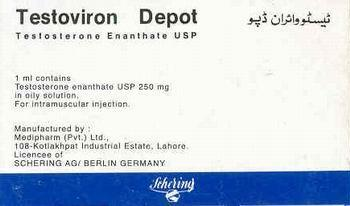 Testoviron Depot
ٹیسٹووائران ڈپو
Testosterone Enanthate USP
1 ml contains
Testosterone enanthate USP 250 mg
in oily solution.
For intramuscular injection.
Manufactured by :
Medipharm (Pvt.) Ltd.,
108-Kotlakhpat Industrial Estate, Lahore.
Licencee of
SCHERING AG/ BERLIN GERMANY
Schering